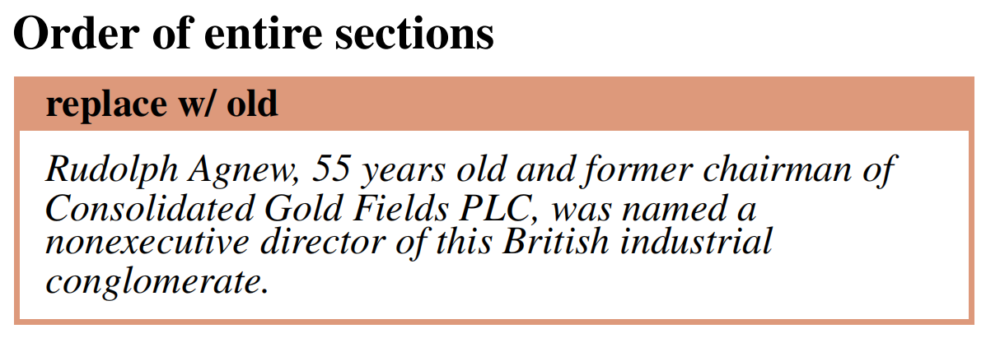 Order of entire sections
replace w/ old
Rudolph Agnew, 55 years old and former chairman of
Consolidated Gold Fields PLC, was named a
nonexecutive director of this British industrial
conglomerate.